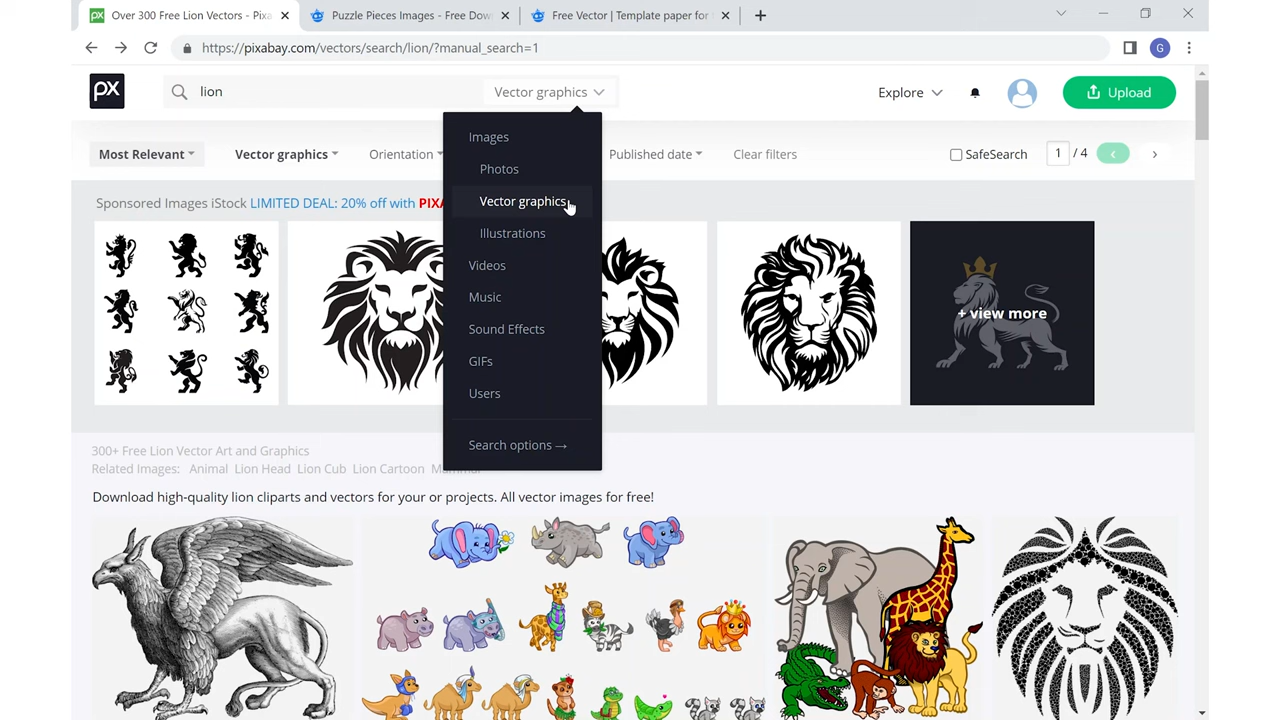 Over 300 Free Lion Vectors - Pixa
Puzzle Pieces Images - Free Dow
Free Vector | Template paper for
https://pixabay.com/vectors/search/lion/?manual_search=1
G
px
lion
Vector graphics
Explore
Upload
Most Relevant
Vector graphics
Orientation
Published date
Clear filters
SafeSearch
1 / 4
Images
Photos
Vector graphics
Illustrations
Videos
Music
Sound Effects
GIFs
Users
Search options →
Sponsored Images iStock LIMITED DEAL: 20% off with PIXA
+ view more
300+ Free Lion Vector Art and Graphics
Related Images: Animal Lion Head Lion Cub Lion Cartoon Mammal
Download high-quality lion cliparts and vectors for your or projects. All vector images for free!